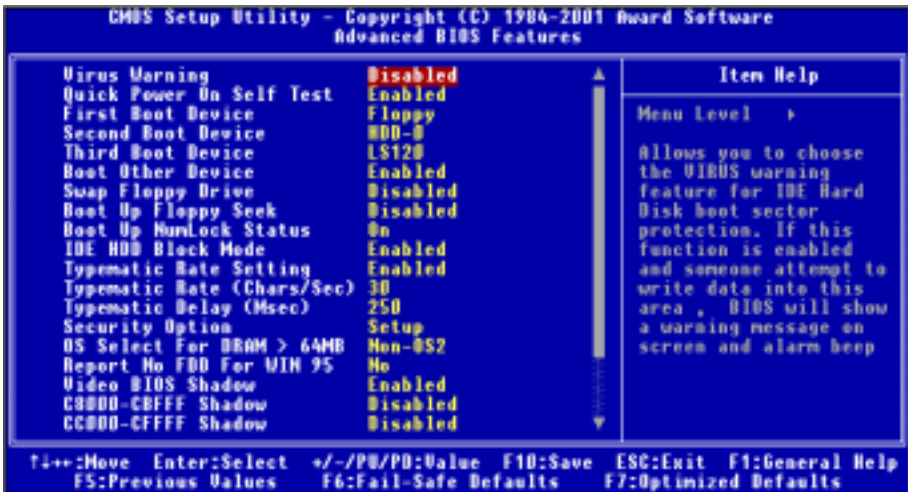 CMOS Setup Utility - Copyright (C) 1984-2001 Award Software
Advanced BIOS Features
Virus Warning Disabled
Quick Power On Self Test Enabled
First Boot Device Floppy
Second Boot Device HDD-0
Third Boot Device LS120
Boot Other Device Enabled
Swap Floppy Drive Disabled
Boot Up Floppy Seek Disabled
Boot Up NumLock Status On
IDE HDD Block Mode Enabled
Typematic Rate Setting Enabled
Typematic Rate (Chars/Sec) 30
Typematic Delay (Msec) 250
Security Option Setup
OS Select For DRAM > 64MB Non-OS2
Report No FDD For WIN 95 No
Video BIOS Shadow Enabled
C8000-CBFFF Shadow Disabled
CC000-CFFFF Shadow Disabled
Item Help
Menu Level ▸
Allows you to choose
the VIRUS warning
feature for IDE Hard
Disk boot sector
protection. If this
function is enabled
and someone attempt to
write data into this
area , BIOS will show
a warning message on
screen and alarm beep
↑↓→←:Move Enter:Select +/-/PU/PD:Value F10:Save ESC:Exit F1:General Help
F5:Previous Values F6:Fail-Safe Defaults F7:Optimized Defaults